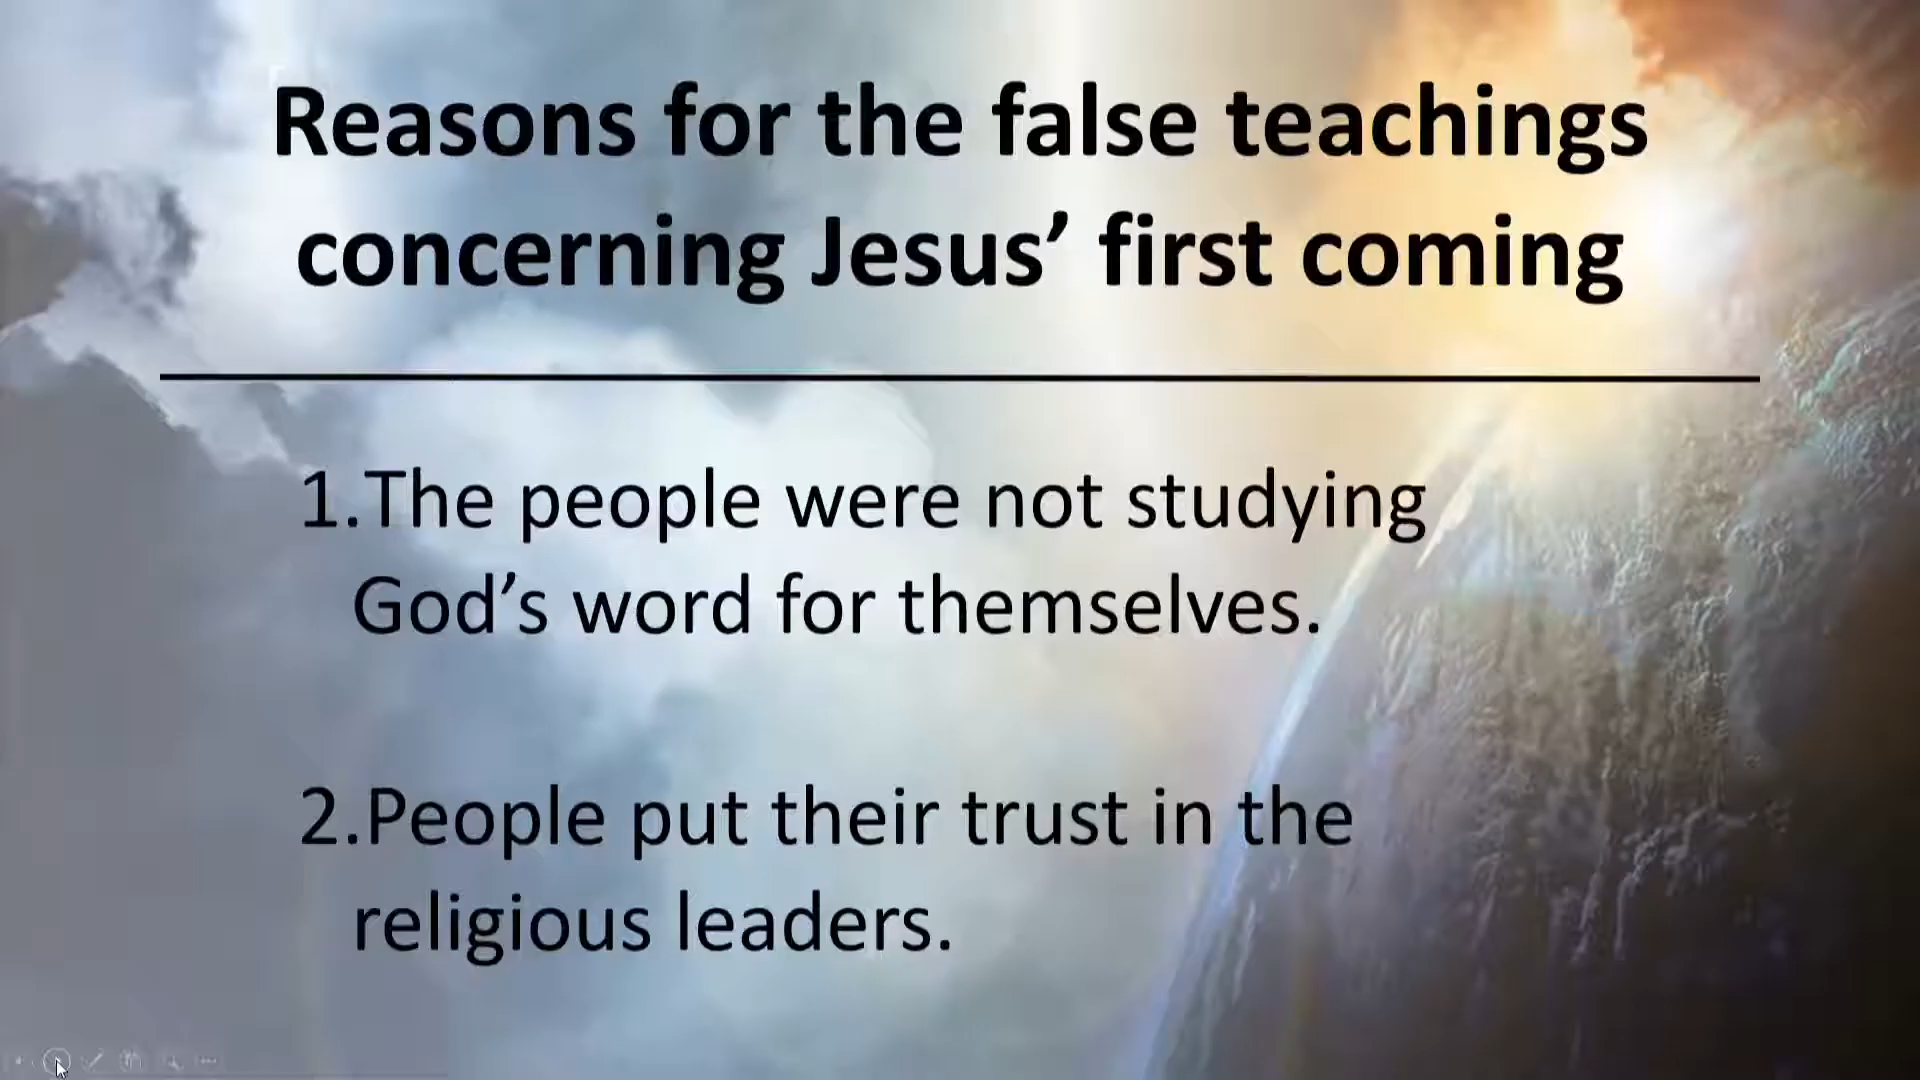 Reasons for the false teachings
concerning Jesus’ first coming
1.The people were not studying
God’s word for themselves.
2.People put their trust in the
religious leaders.